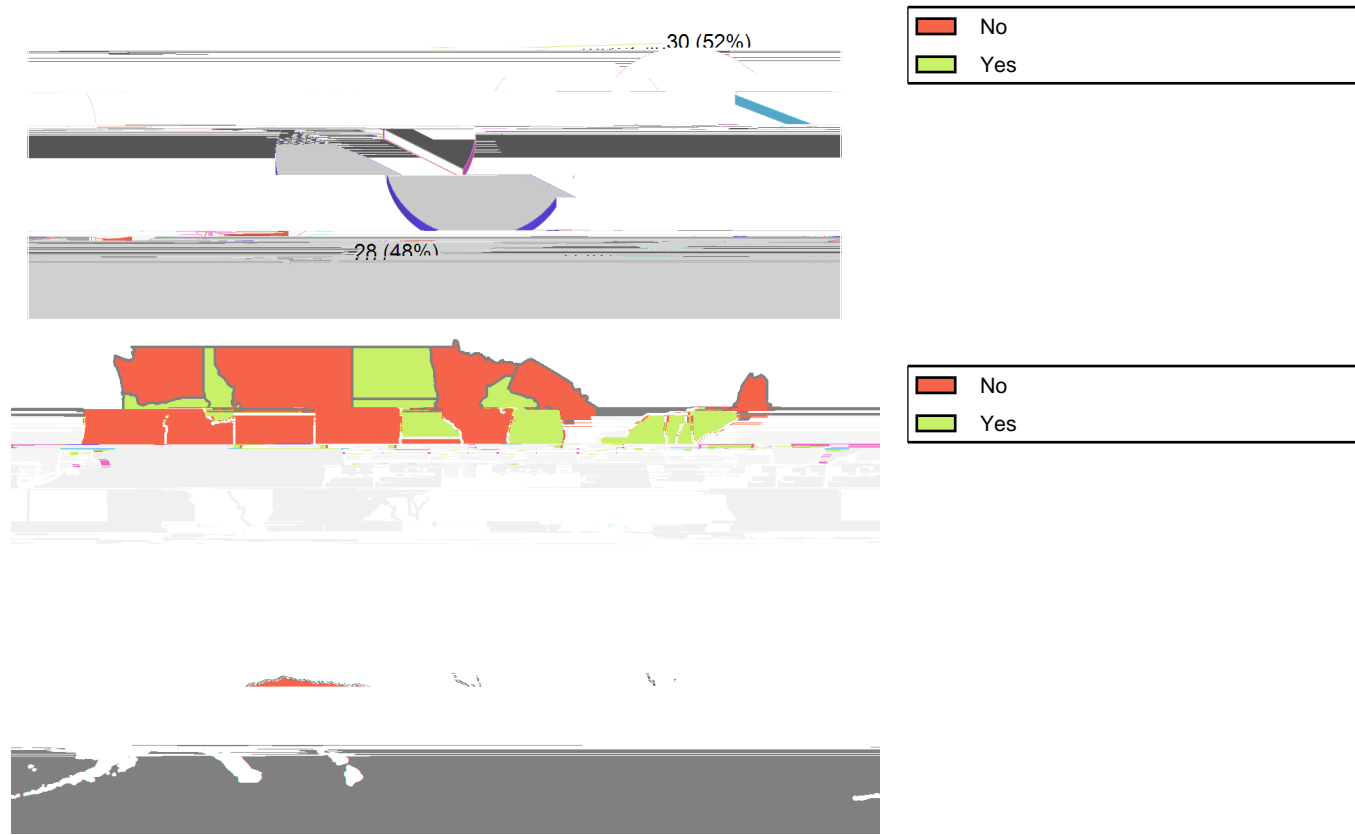 30 (52%)
No
Yes
28 (48%)
No
Yes